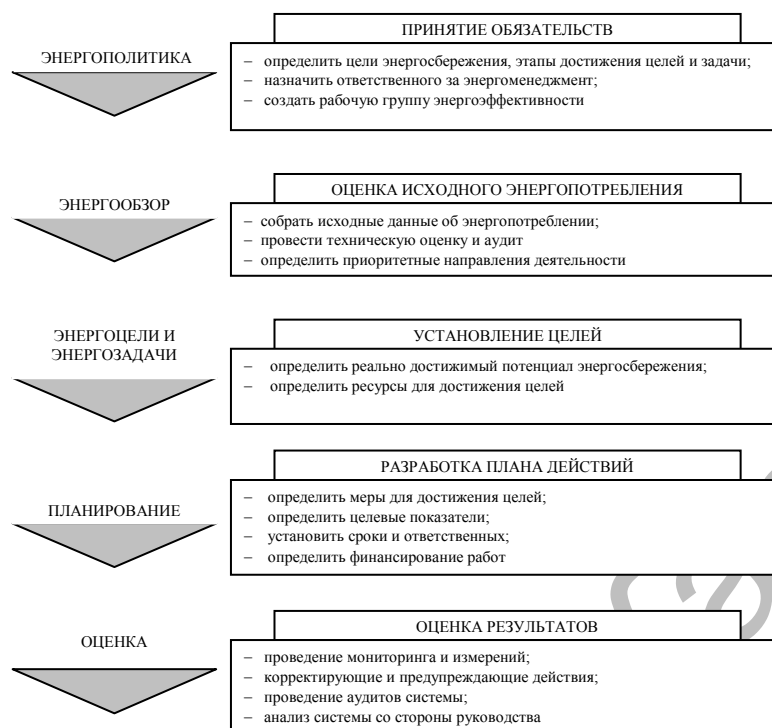 ПРИНЯТИЕ ОБЯЗАТЕЛЬСТВ
ЭНЕРГОПОЛИТИКА
– определить цели энергосбережения, этапы достижения целей и задачи;
– назначить ответственного за энергоменеджмент;
– создать рабочую группу энергоэффективности
ОЦЕНКА ИСХОДНОГО ЭНЕРГОПОТРЕБЛЕНИЯ
ЭНЕРГООБЗОР
– собрать исходные данные об энергопотреблении;
– провести техническую оценку и аудит
– определить приоритетные направления деятельности
УСТАНОВЛЕНИЕ ЦЕЛЕЙ
ЭНЕРГОЦЕЛИ И
ЭНЕРГОЗАДАЧИ
– определить реально достижимый потенциал энергосбережения;
– определить ресурсы для достижения целей
РАЗРАБОТКА ПЛАНА ДЕЙСТВИЙ
ПЛАНИРОВАНИЕ
– определить меры для достижения целей;
– определить целевые показатели;
– установить сроки и ответственных;
– определить финансирование работ
ОЦЕНКА РЕЗУЛЬТАТОВ
ОЦЕНКА
– проведение мониторинга и измерений;
– корректирующие и предупреждающие действия;
– проведение аудитов системы;
– анализ системы со стороны руководства